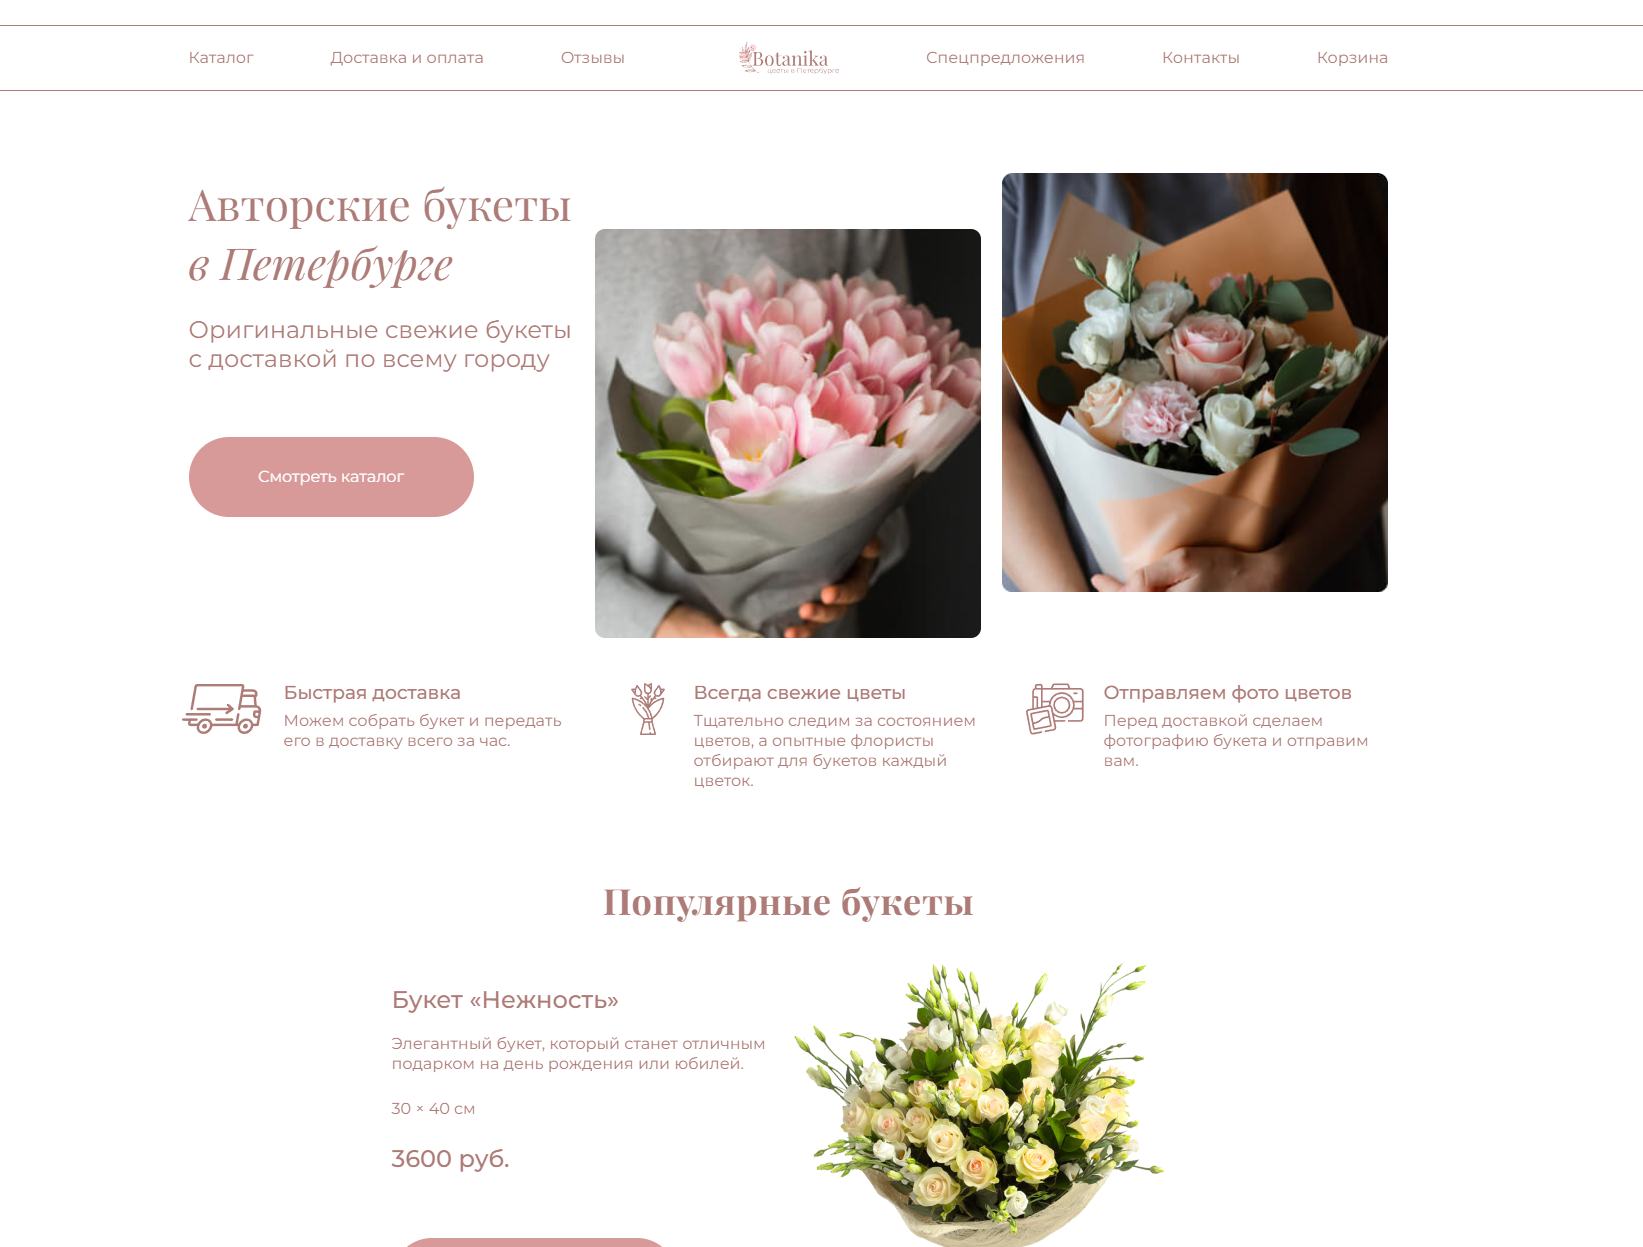 Каталог
Доставка и оплата
Отзывы
Botanika
цветы в Петербурге
Спецпредложения
Контакты
Корзина
Авторские букеты
в Петербурге
Оригинальные свежие букеты
с доставкой по всему городу
Смотреть каталог
Быстрая доставка
Можем собрать букет и передать
его в доставку всего за час.
Всегда свежие цветы
Тщательно следим за состоянием
цветов, а опытные флористы
отбирают для букетов каждый
цветок.
Отправляем фото цветов
Перед доставкой сделаем
фотографию букета и отправим
вам.
Популярные букеты
Букет «Нежность»
Элегантный букет, который станет отличным
подарком на день рождения или юбилей.
30 × 40 см
3600 руб.